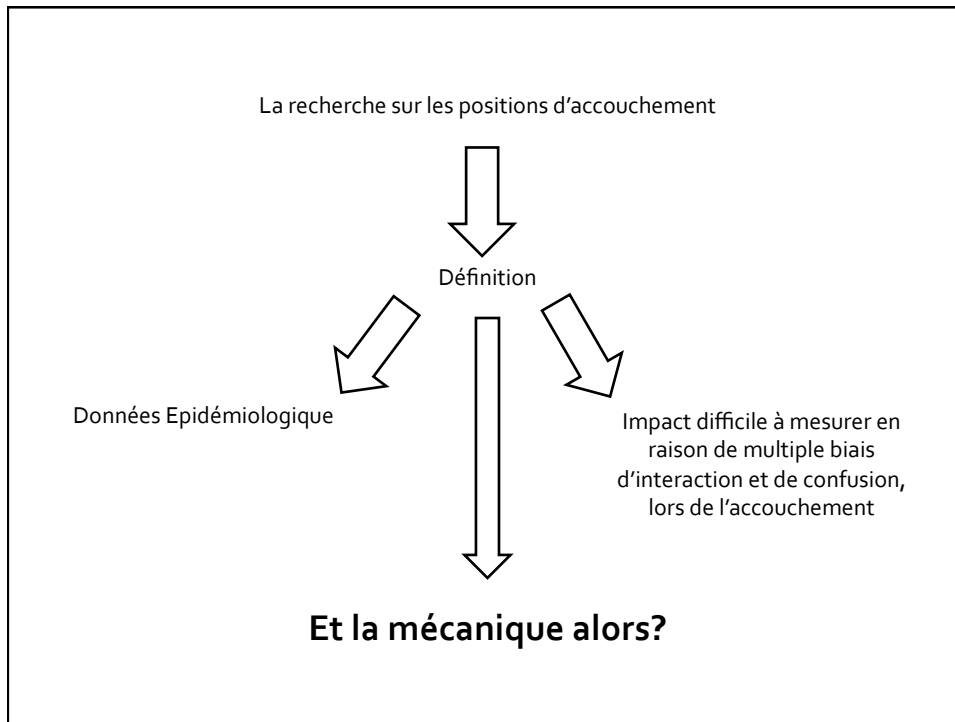 La recherche sur les positions d’accouchement
Définition
Données Epidémiologique
Impact difficile à mesurer en
raison de multiple biais
d’interaction et de confusion,
lors de l’accouchement
Et la mécanique alors?